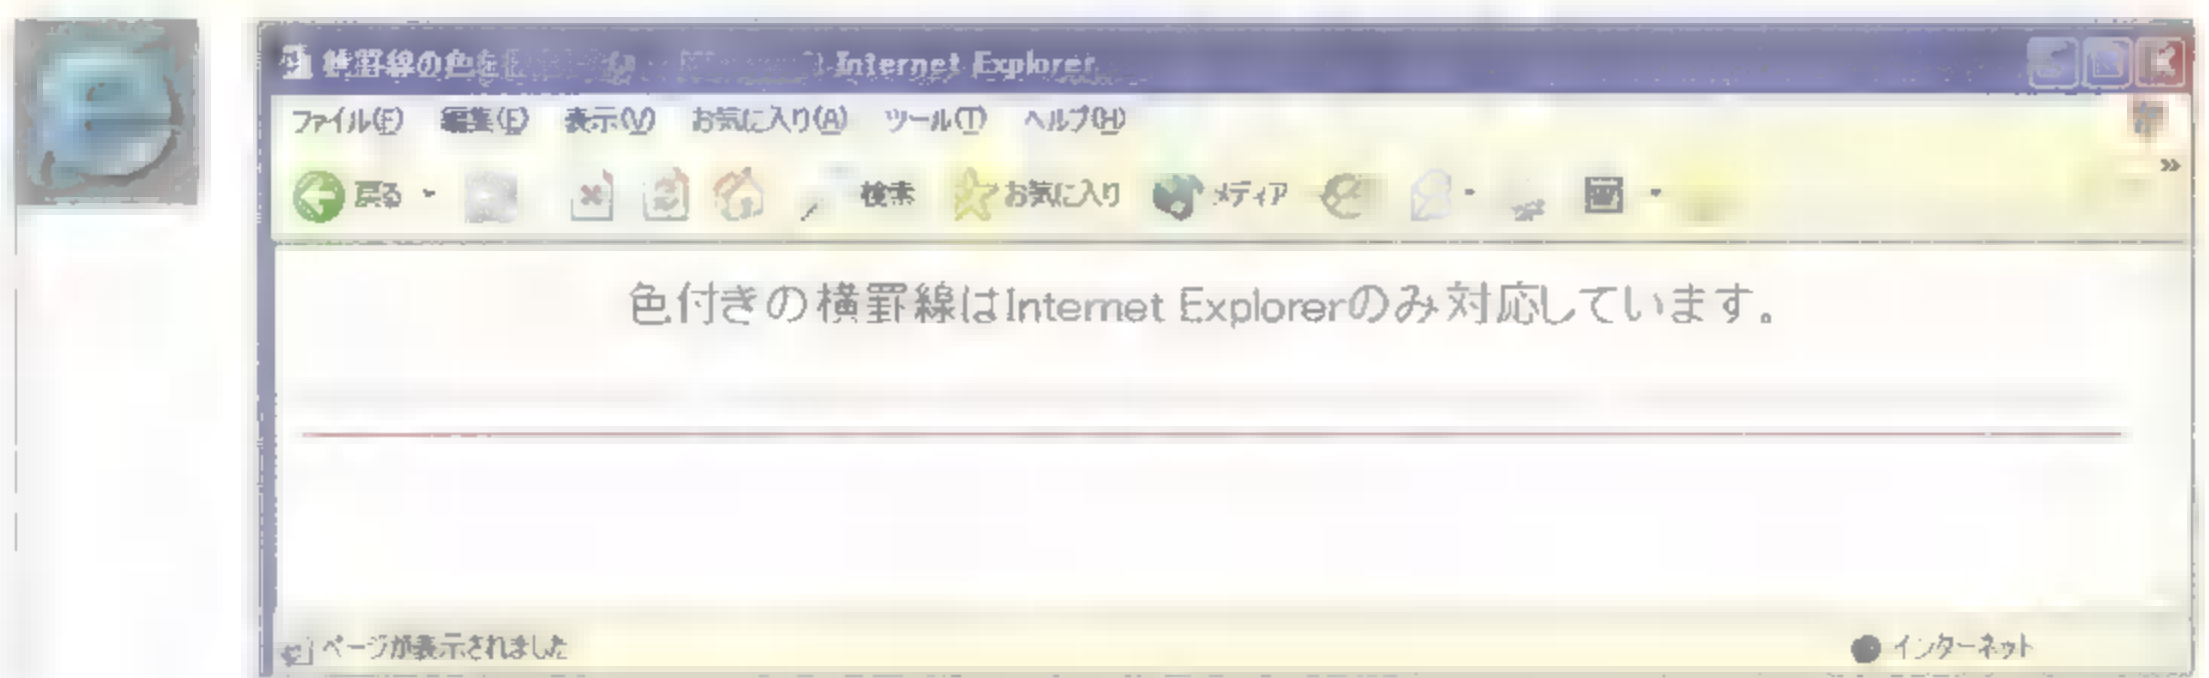 横罫線の色を Internet Explorer
ファイル(F) 編集(E) 表示(V) お気に入り(A) ツール(T) ヘルプ(H)
戻る 検索 お気に入り メディア »
色付きの横罫線はInternet Explorerのみ対応しています。
ページが表示されました インターネット